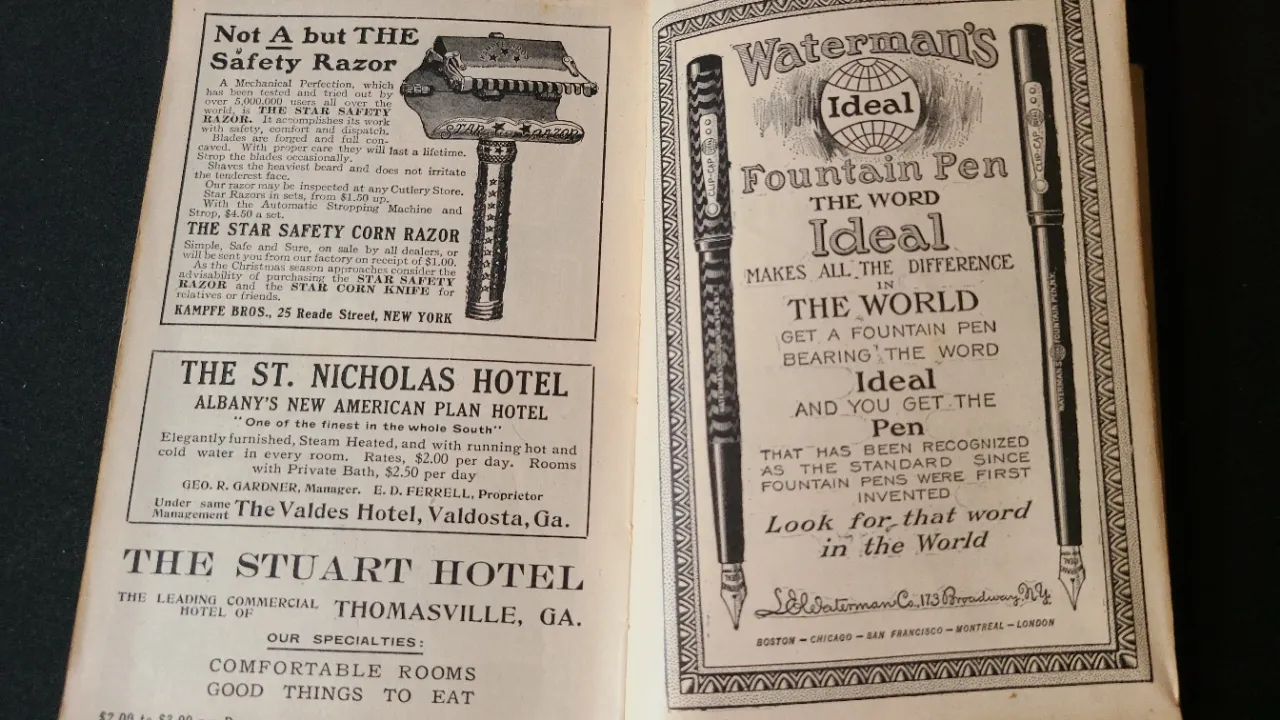 Not A but THE
Safety Razor
A Mechanical Perfection, which
has been tested and tried out by
over 5,000,000 users all over the
world, is THE STAR SAFETY
RAZOR. It accomplishes its work
with safety, comfort and dispatch.
Blades are forged and full con-
caved. With proper care they will last a lifetime.
Strop the blades occasionally.
Shaves the heaviest beard and does not irritate
the tenderest face.
Our razor may be inspected at any Cutlery Store.
Star Razors in sets, from $1.50 up.
With the Automatic Stropping Machine and
Strop, $4.50 a set.
STAR RAZOR
THE STAR SAFETY CORN RAZOR
Simple, Safe and Sure, on sale by all dealers, or
will be sent you from our factory on receipt of $1.00.
As the Christmas season approaches consider the
advisability of purchasing the STAR SAFETY
RAZOR and the STAR CORN KNIFE for
relatives or friends.
KAMPFE BROS., 25 Reade Street, NEW YORK
THE ST. NICHOLAS HOTEL
ALBANY'S NEW AMERICAN PLAN HOTEL
"One of the finest in the whole South"
Elegantly furnished, Steam Heated, and with running hot and
cold water in every room. Rates, $2.00 per day. Rooms
with Private Bath, $2.50 per day
GEO. R. GARDNER, Manager. E. D. FERRELL, Proprietor
Under same
Management The Valdes Hotel, Valdosta, Ga.
THE STUART HOTEL
THE LEADING COMMERCIAL
HOTEL OF THOMASVILLE, GA.
OUR SPECIALTIES:
COMFORTABLE ROOMS
GOOD THINGS TO EAT
Waterman's
Ideal
Fountain Pen
THE WORD
Ideal
MAKES ALL THE DIFFERENCE
IN
THE WORLD
GET A FOUNTAIN PEN
BEARING THE WORD
Ideal
AND YOU GET THE
Pen
THAT HAS BEEN RECOGNIZED
AS THE STANDARD SINCE
FOUNTAIN PENS WERE FIRST
INVENTED
Look for that word
in the World
L.E. Waterman Co., 173 Broadway, N.Y.
BOSTON — CHICAGO — SAN FRANCISCO — MONTREAL — LONDON
CLIP-CAP
CLIP-CAP